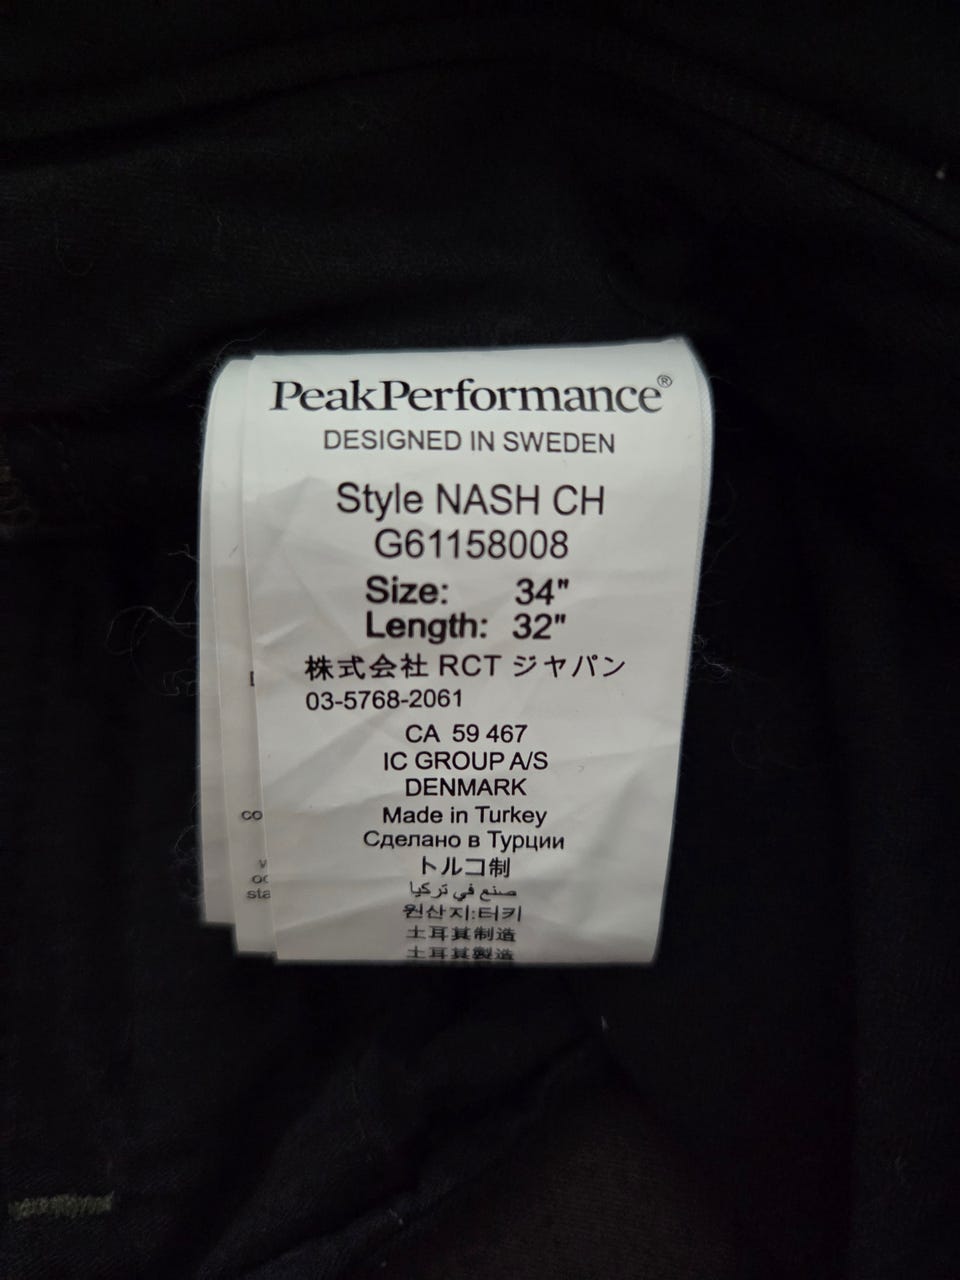 PeakPerformance®
DESIGNED IN SWEDEN
Style NASH CH
G61158008
Size: 34"
Length: 32"
株式会社 RCT ジャパン
03-5768-2061
CA 59 467
IC GROUP A/S
DENMARK
Made in Turkey
Сделано в Турции
トルコ制
صنع في تركيا
원산지:터키
土耳其制造
土耳其製造
co
sta